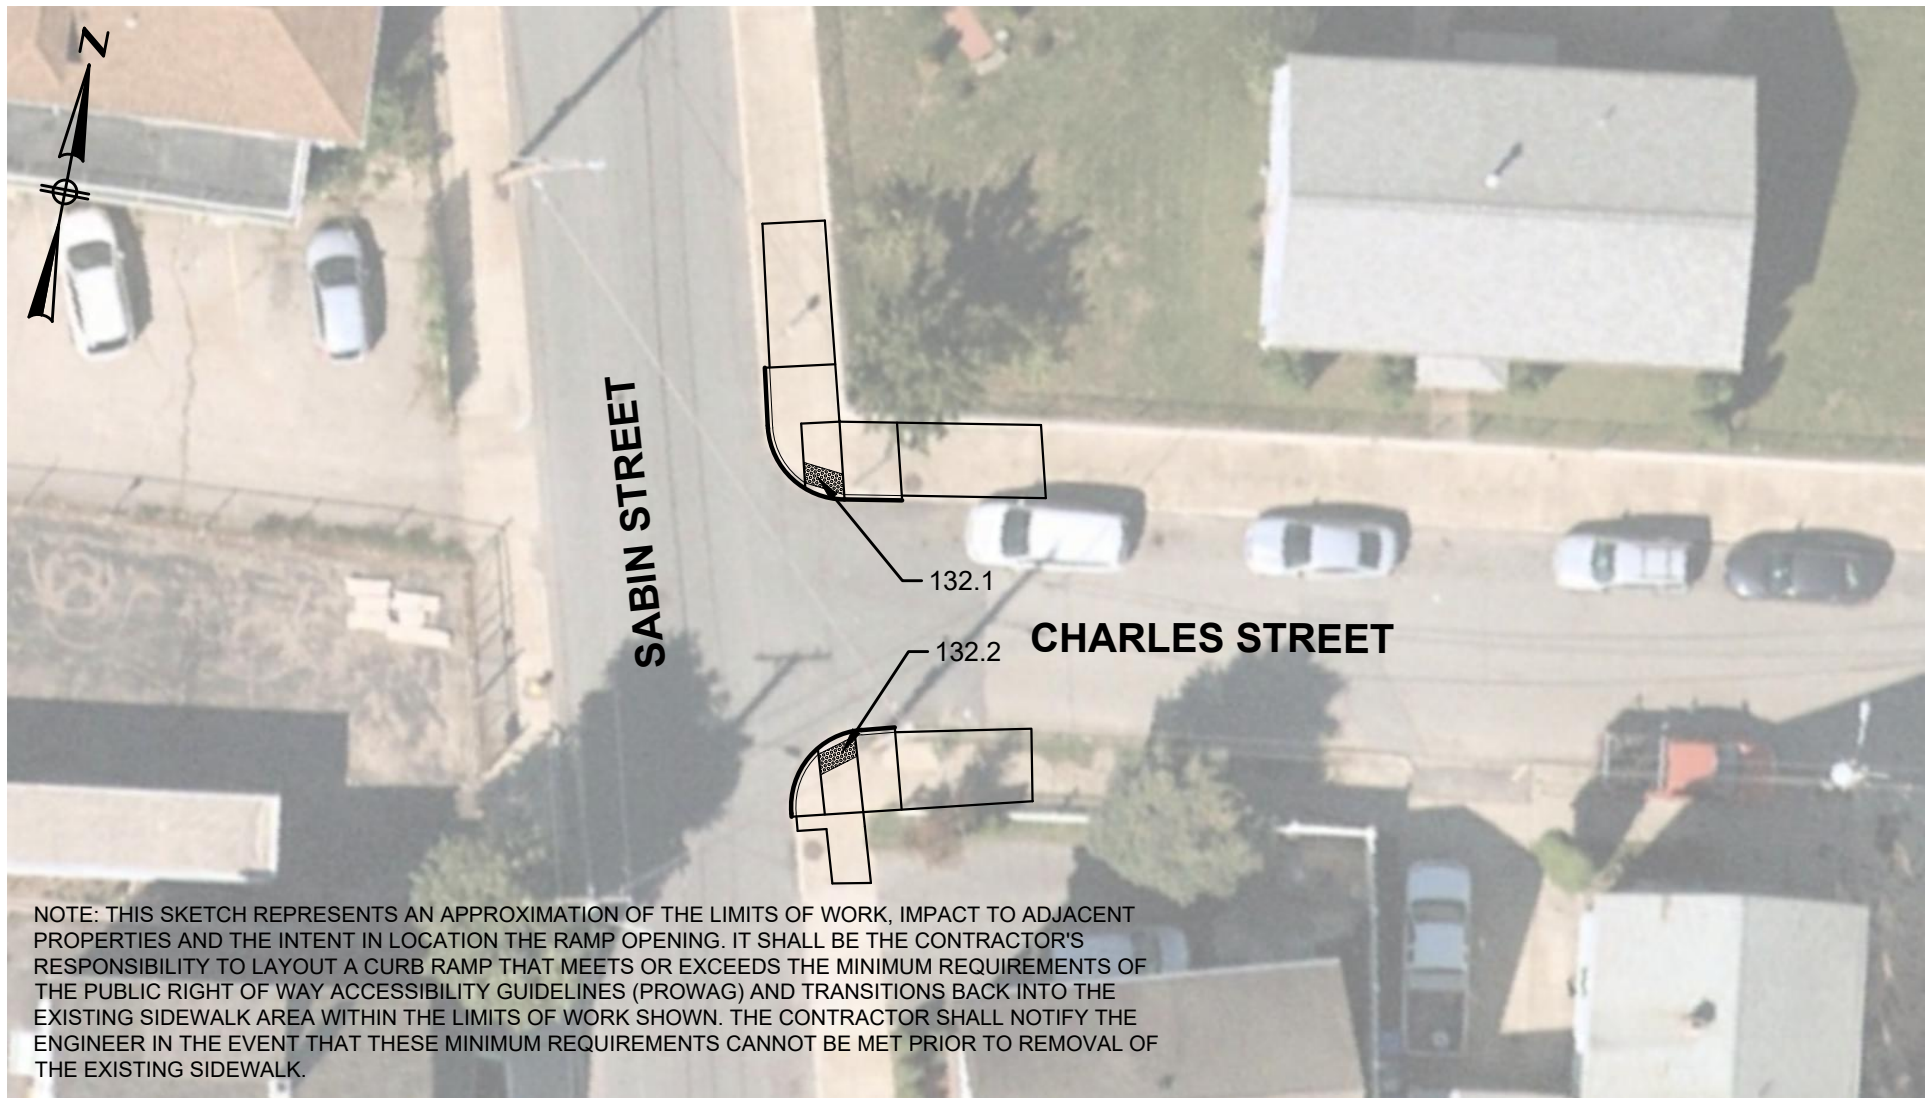 N
SABIN STREET
132.1
132.2
CHARLES STREET
NOTE: THIS SKETCH REPRESENTS AN APPROXIMATION OF THE LIMITS OF WORK, IMPACT TO ADJACENT
PROPERTIES AND THE INTENT IN LOCATION THE RAMP OPENING. IT SHALL BE THE CONTRACTOR'S
RESPONSIBILITY TO LAYOUT A CURB RAMP THAT MEETS OR EXCEEDS THE MINIMUM REQUIREMENTS OF
THE PUBLIC RIGHT OF WAY ACCESSIBILITY GUIDELINES (PROWAG) AND TRANSITIONS BACK INTO THE
EXISTING SIDEWALK AREA WITHIN THE LIMITS OF WORK SHOWN. THE CONTRACTOR SHALL NOTIFY THE
ENGINEER IN THE EVENT THAT THESE MINIMUM REQUIREMENTS CANNOT BE MET PRIOR TO REMOVAL OF
THE EXISTING SIDEWALK.